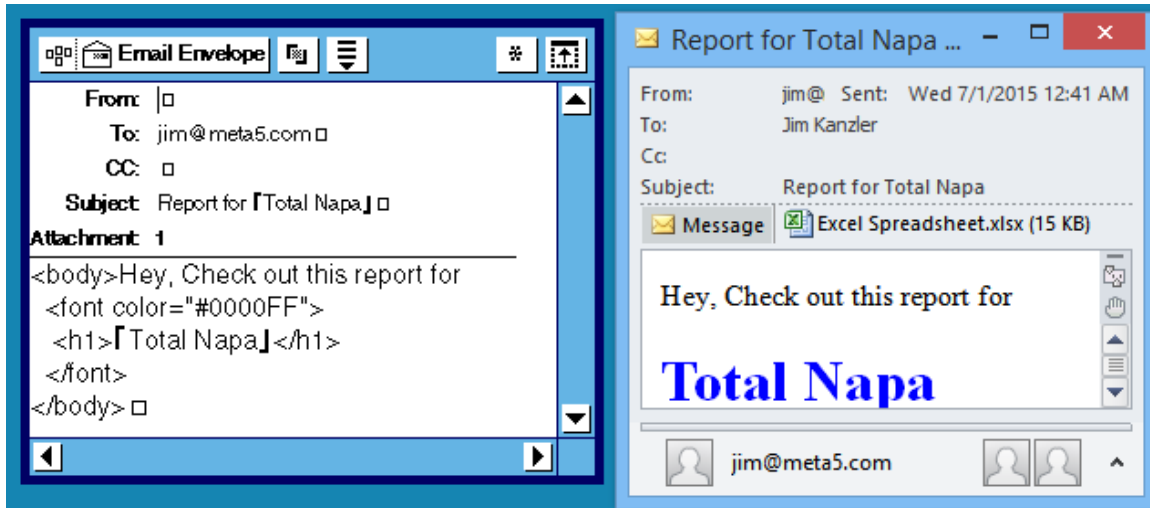 Email Envelope
From:
To: jim@meta5.com
CC:
Subject: Report for ⎡Total Napa⎦
Attachment: 1
<body>Hey, Check out this report for
<font color="#0000FF">
<h1>⎡Total Napa⎦</h1>
</font>
</body>
Report for Total Napa ...
From: jim@ Sent: Wed 7/1/2015 12:41 AM
To: Jim Kanzler
Cc:
Subject: Report for Total Napa
Message Excel Spreadsheet.xlsx (15 KB)
Hey, Check out this report for
Total Napa
jim@meta5.com